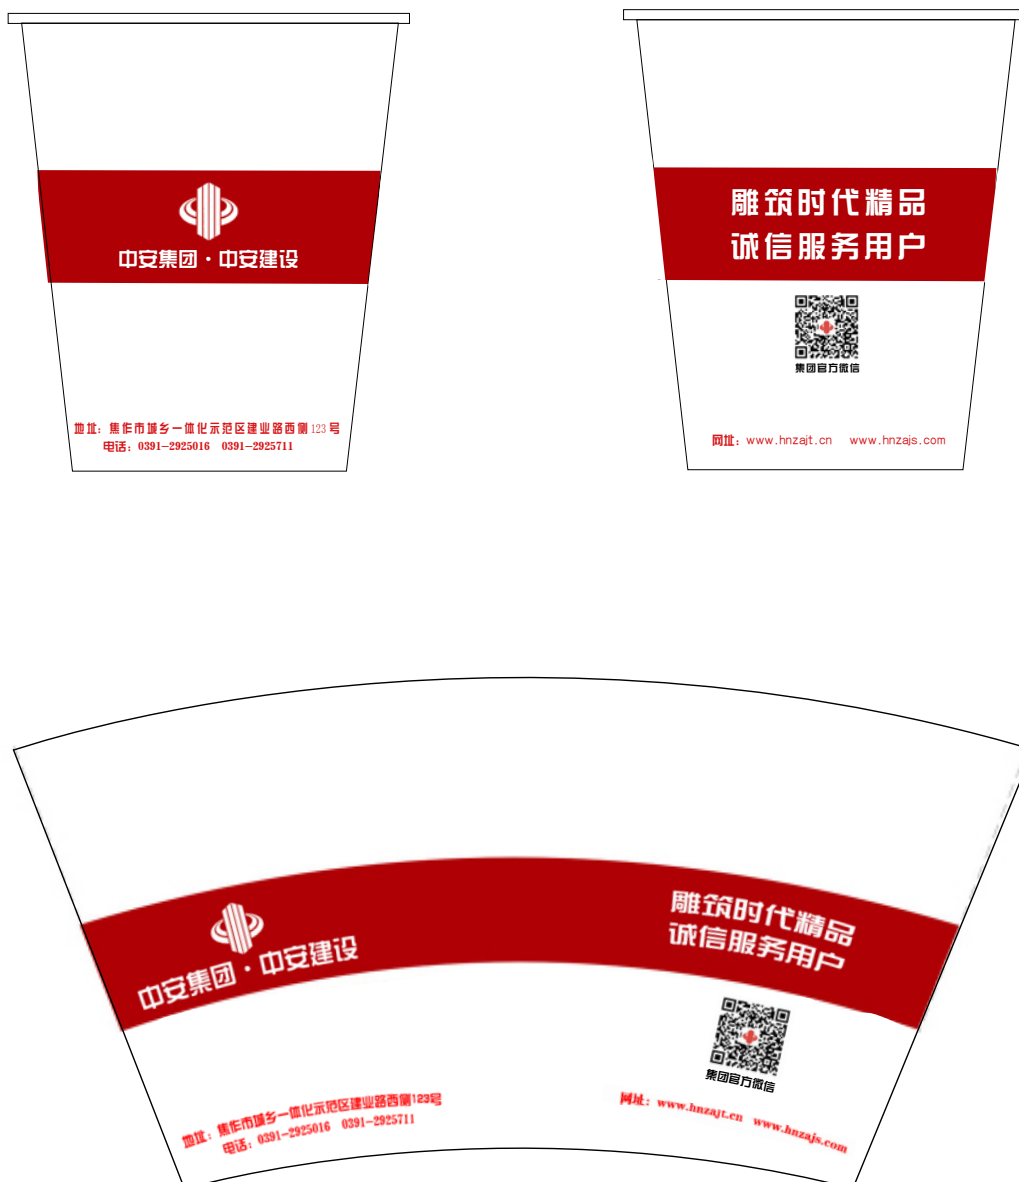 中安集团·中安建设
地址：焦作市城乡一体化示范区建业路西侧123号
电话：0391-2925016 0391-2925711
雕筑时代精品
诚信服务用户
集团官方微信
网址：www.hnzajt.cn www.hnzajs.com
中安集团·中安建设
地址：焦作市城乡一体化示范区建业路西侧123号
电话：0391-2925016 0391-2925711
雕筑时代精品
诚信服务用户
集团官方微信
网址：www.hnzajt.cn www.hnzajs.com